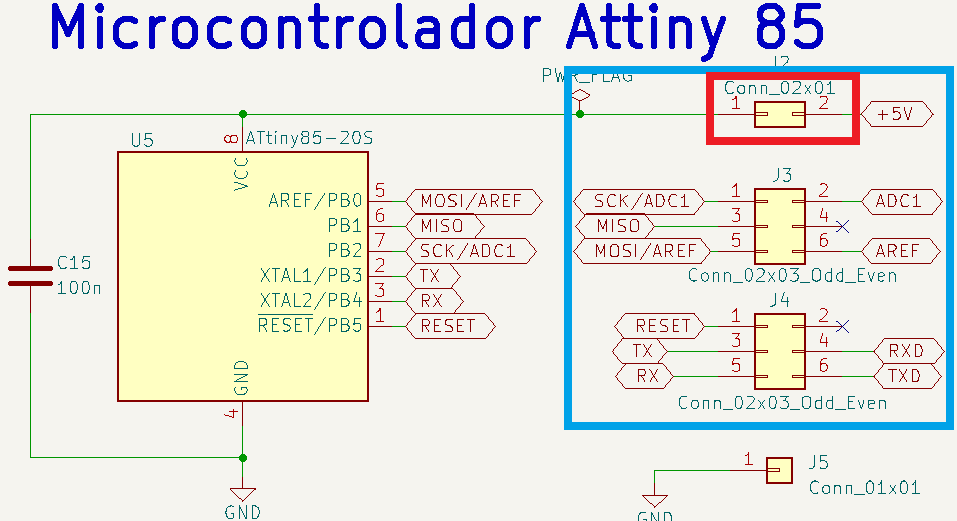 Microcontrolador Attiny 85
PWR_FLAG
J2
Conn_02x01
1
2
+5V
U5
ATtiny85-20S
8
VCC
AREF/PB0
5
MOSI/AREF
PB1
6
MISO
PB2
7
SCK/ADC1
XTAL1/PB3
2
TX
XTAL2/PB4
3
RX
RESET/PB5
1
RESET
GND
4
GND
C15
100n
J3
SCK/ADC1
1
2
ADC1
MISO
3
4
MOSI/AREF
5
6
AREF
Conn_02x03_Odd_Even
J4
RESET
1
2
TX
3
4
RXD
RX
5
6
TXD
Conn_02x03_Odd_Even
1
J5
Conn_01x01
GND